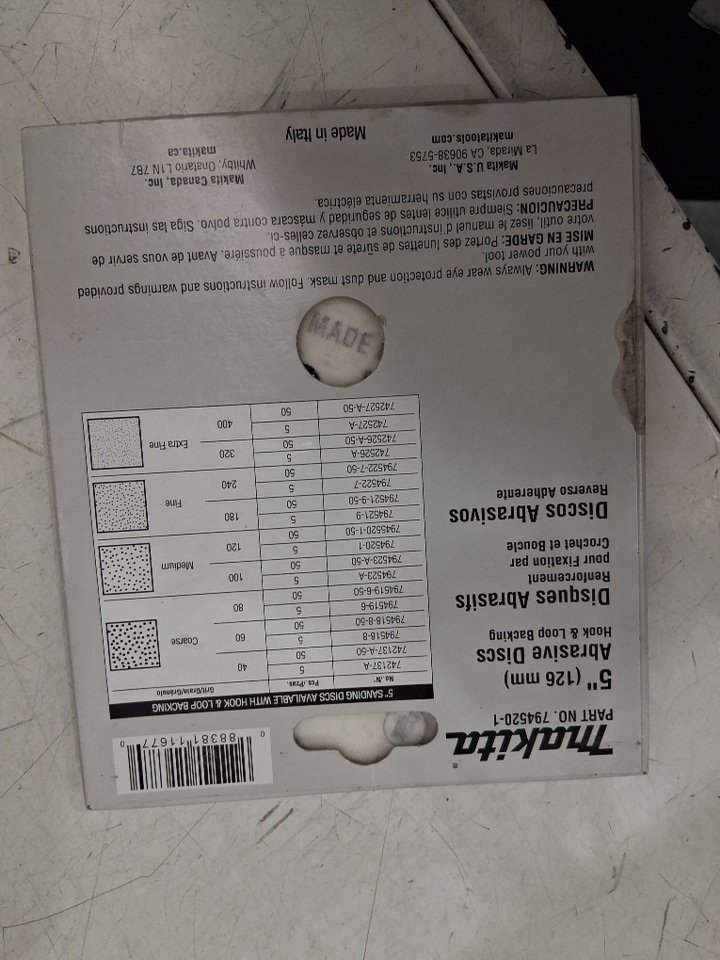 makita®
PART NO. 794520-1
5" (126 mm)
Abrasive Discs
Hook & Loop Backing
Disques Abrasifs
Renforcement
pour Fixation par
Crochet et Boucle
Discos Abrasivos
Reverso Adherente
0 88381 11677 0
5" SANDING DISCS AVAILABLE WITH HOOK & LOOP BACKING
No./Nr. Pcs./Pzas. Grit/Grain/Gránulo
742137-A 5 40
742137-A-50 50
794518-8 5 60 Coarse
794518-8-50 50
794519-6 5 80
794519-6-50 50
794523-A 5 100 Medium
794523-A-50 50
794520-1 5 120
7945520-1-50 50
794521-9 5 180
794521-9-50 50 Fine
794522-7 5 240
794522-7-50 50
742526-A 5 320
742526-A-50 50 Extra Fine
742527-A 5 400
742527-A-50 50
MADE
WARNING: Always wear eye protection and dust mask. Follow instructions and warnings provided
with your power tool.
MISE EN GARDE: Portez des lunettes de sûreté et masque à poussière. Avant de vous servir de
votre outil, lisez le manuel d'instructions et observez celles-ci.
PRECAUCION: Siempre utilice lentes de seguridad y máscara contra polvo. Siga las instructions
precauciones provistas por su herramienta eléctrica.
Makita U.S.A., Inc.
La Mirada, CA 90638-5753
makitatools.com
Makita Canada, Inc,
Whitby, Onatario L1N 7B7
makita.ca
Made in Italy